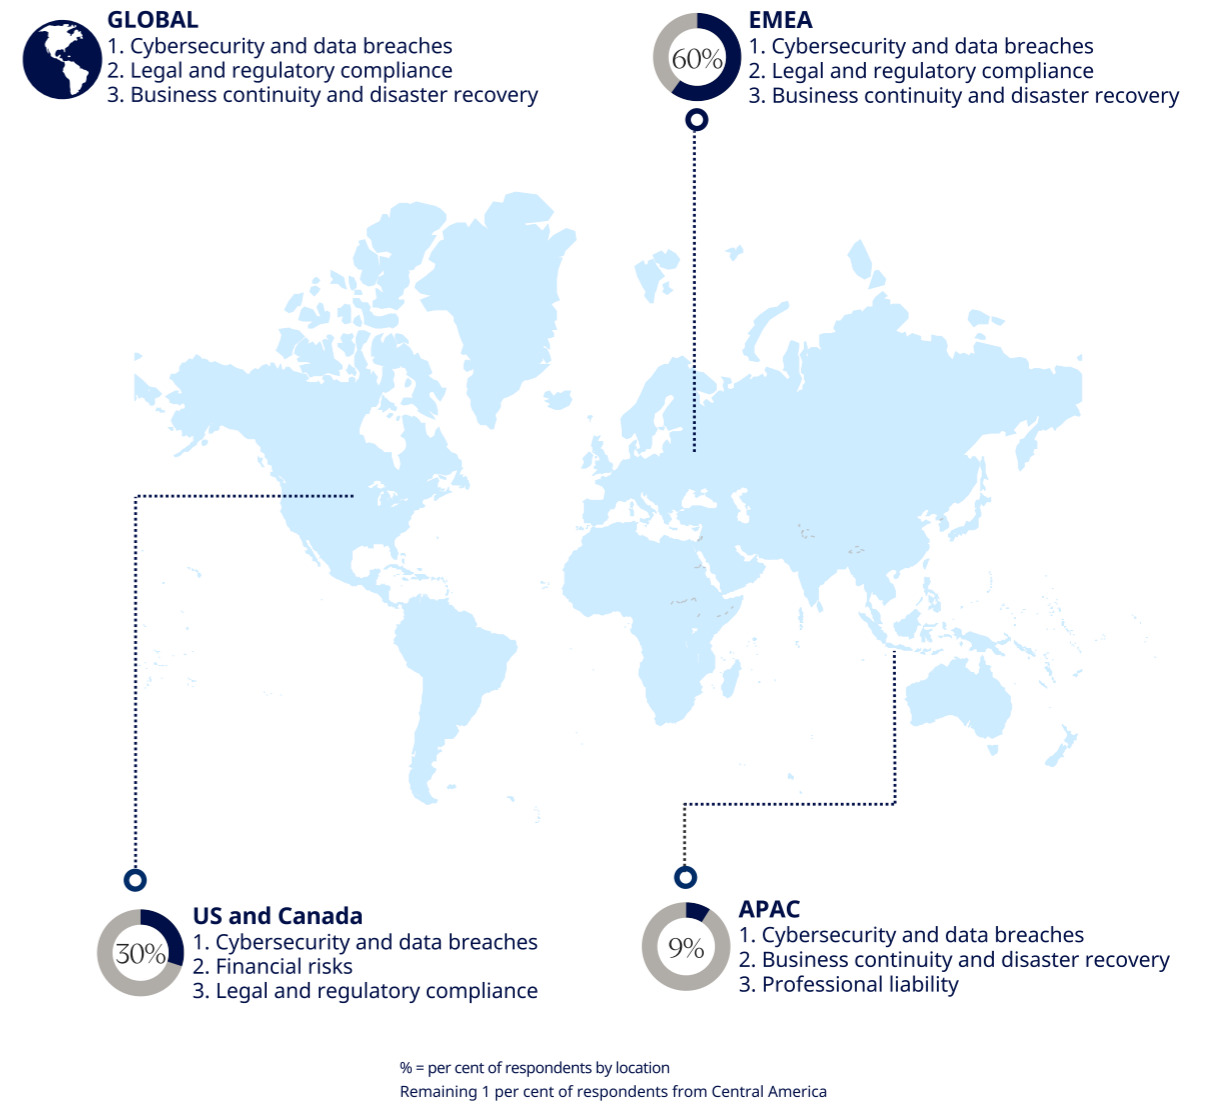 GLOBAL
1. Cybersecurity and data breaches
2. Legal and regulatory compliance
3. Business continuity and disaster recovery
60%
EMEA
1. Cybersecurity and data breaches
2. Legal and regulatory compliance
3. Business continuity and disaster recovery
30%
US and Canada
1. Cybersecurity and data breaches
2. Financial risks
3. Legal and regulatory compliance
9%
APAC
1. Cybersecurity and data breaches
2. Business continuity and disaster recovery
3. Professional liability
% = per cent of respondents by location
Remaining 1 per cent of respondents from Central America